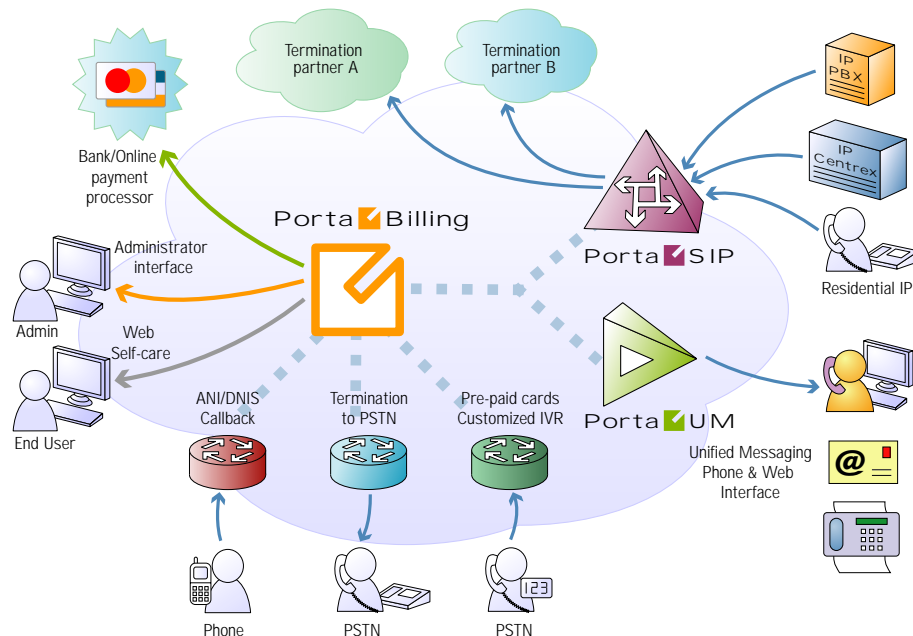 Termination
partner A
Termination
partner B
IP
PBX
IP
Centrex
Bank/Online
payment
processor
Porta Billing
Porta SIP
Residential IP
Administrator
interface
Admin
Web
Self-care
End User
ANI/DNIS
Callback
Termination
to PSTN
Pre-paid cards
Customized IVR
Porta UM
Unified Messaging
Phone & Web
Interface
@
123
Phone
PSTN
PSTN